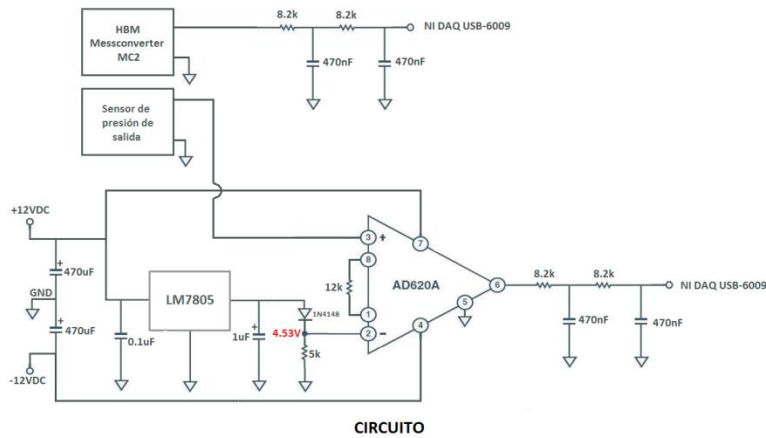 HBM
Messconverter
MC2
8.2k
8.2k
NI DAQ USB-6009
470nF
470nF
Sensor de
presión de
salida
+12VDC
470uF
GND
470uF
-12VDC
0.1uF
LM7805
1uF
1N4148
4.53V
5k
12k
3
+
8
1
2
-
7
AD620A
6
5
4
8.2k
8.2k
NI DAQ USB-6009
470nF
470nF
CIRCUITO